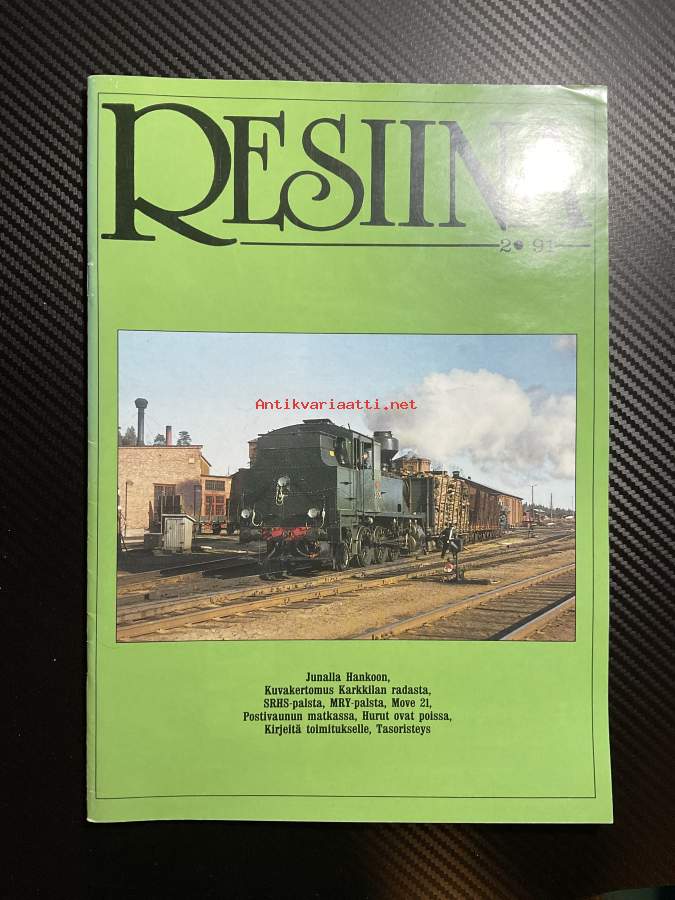 RESIINA
2•91
Antikvariaatti.net
Junalla Hankoon,
Kuvakertomus Karkkilan radasta,
SRHS-palsta, MRY-palsta, Move 21,
Postivaunun matkassa, Hurut ovat poissa,
Kirjeitä toimitukselle, Tasoristeys